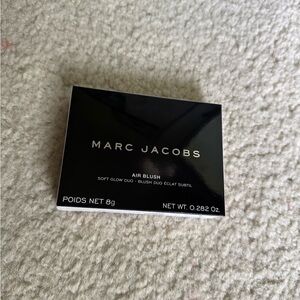 MARC JACOBS
AIR BLUSH
SOFT GLOW DUO - BLUSH DUO ÉCLAT SUBTIL
POIDS NET 8g NET WT. 0.282 Oz.